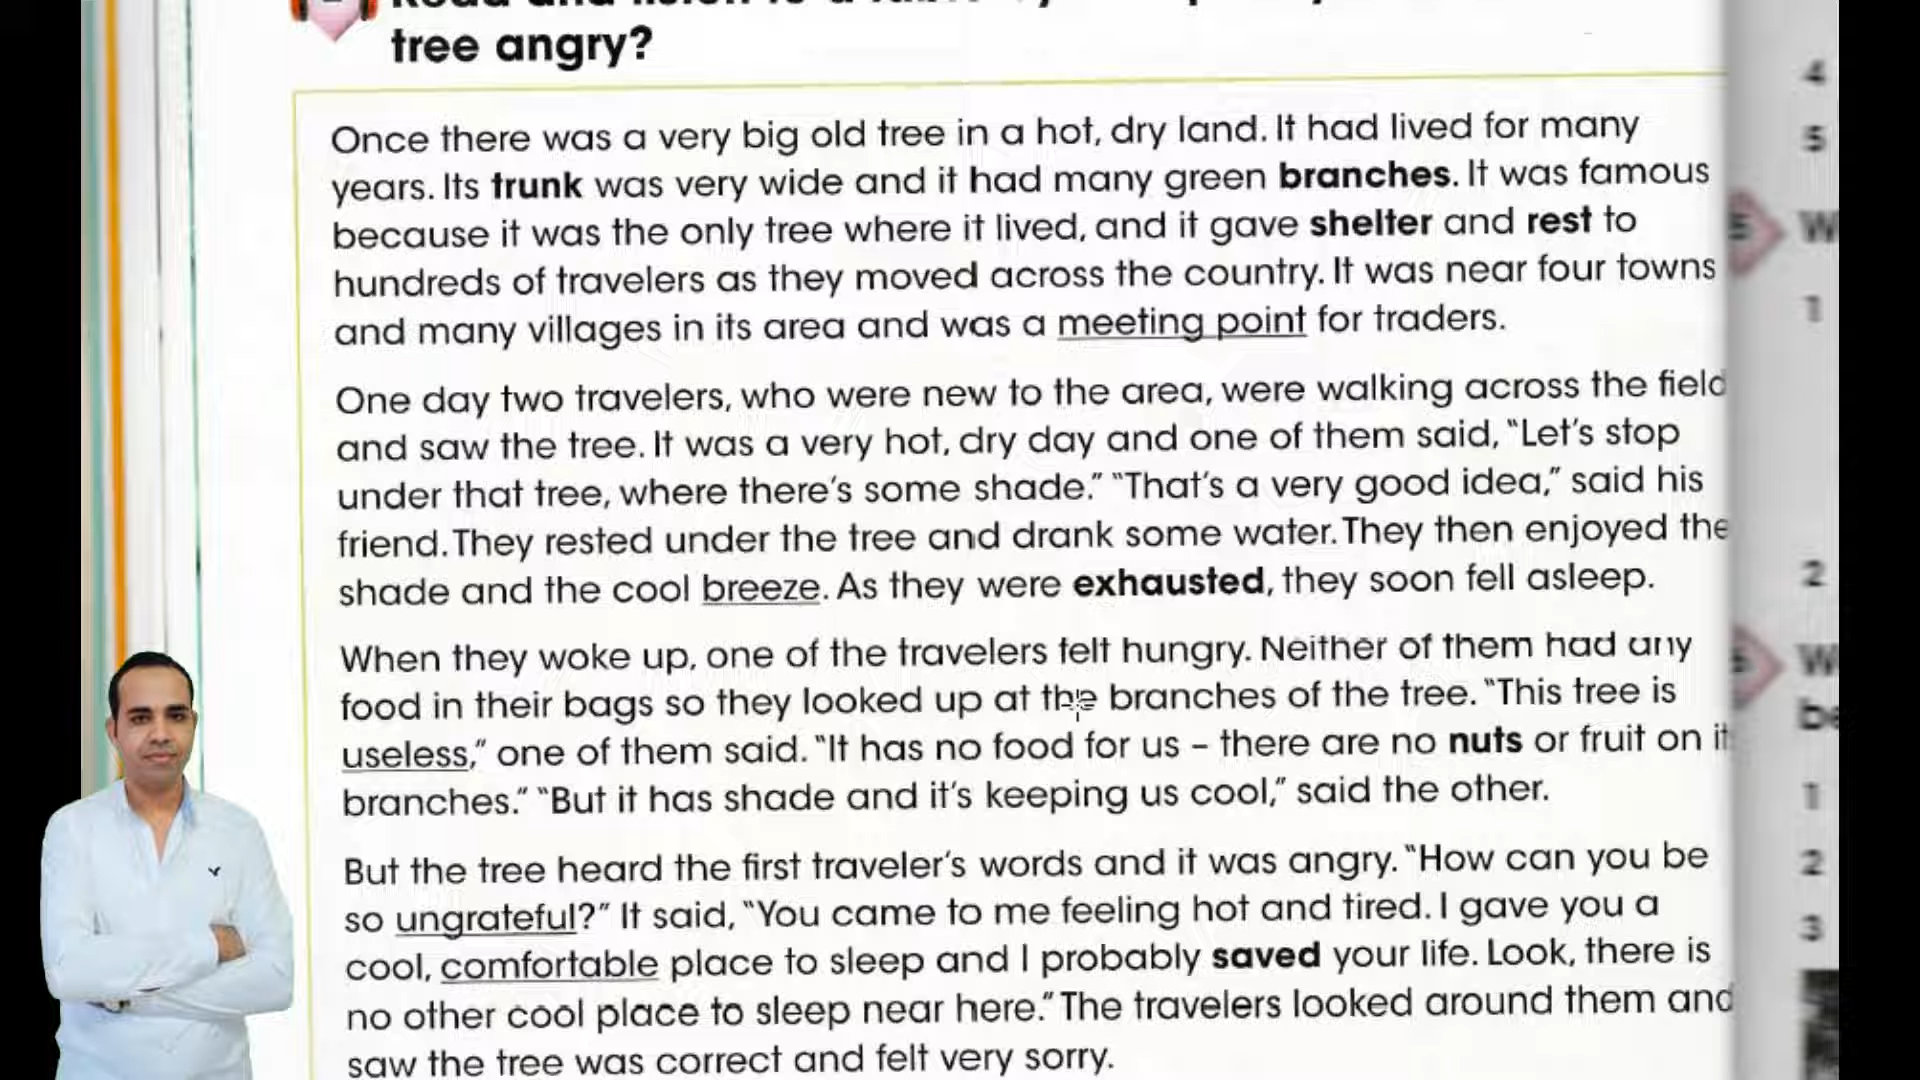 Read and listen to a
tree angry?
Once there was a very big old tree in a hot, dry land. It had lived for many
years. Its trunk was very wide and it had many green branches. It was famous
because it was the only tree where it lived, and it gave shelter and rest to
hundreds of travelers as they moved across the country. It was near four towns
and many villages in its area and was a meeting point for traders.
One day two travelers, who were new to the area, were walking across the field
and saw the tree. It was a very hot, dry day and one of them said, "Let's stop
under that tree, where there's some shade." "That's a very good idea," said his
friend. They rested under the tree and drank some water. They then enjoyed the
shade and the cool breeze. As they were exhausted, they soon fell asleep.
When they woke up, one of the travelers felt hungry. Neither of them had any
food in their bags so they looked up at the branches of the tree. "This tree is
useless," one of them said. "It has no food for us – there are no nuts or fruit on it
branches." "But it has shade and it's keeping us cool," said the other.
But the tree heard the first traveler's words and it was angry. "How can you be
so ungrateful?" It said, "You came to me feeling hot and tired. I gave you a
cool, comfortable place to sleep and I probably saved your life. Look, there is
no other cool place to sleep near here." The travelers looked around them and
saw the tree was correct and felt very sorry.
4
5
5 W
1
2
W
be
1
2
3